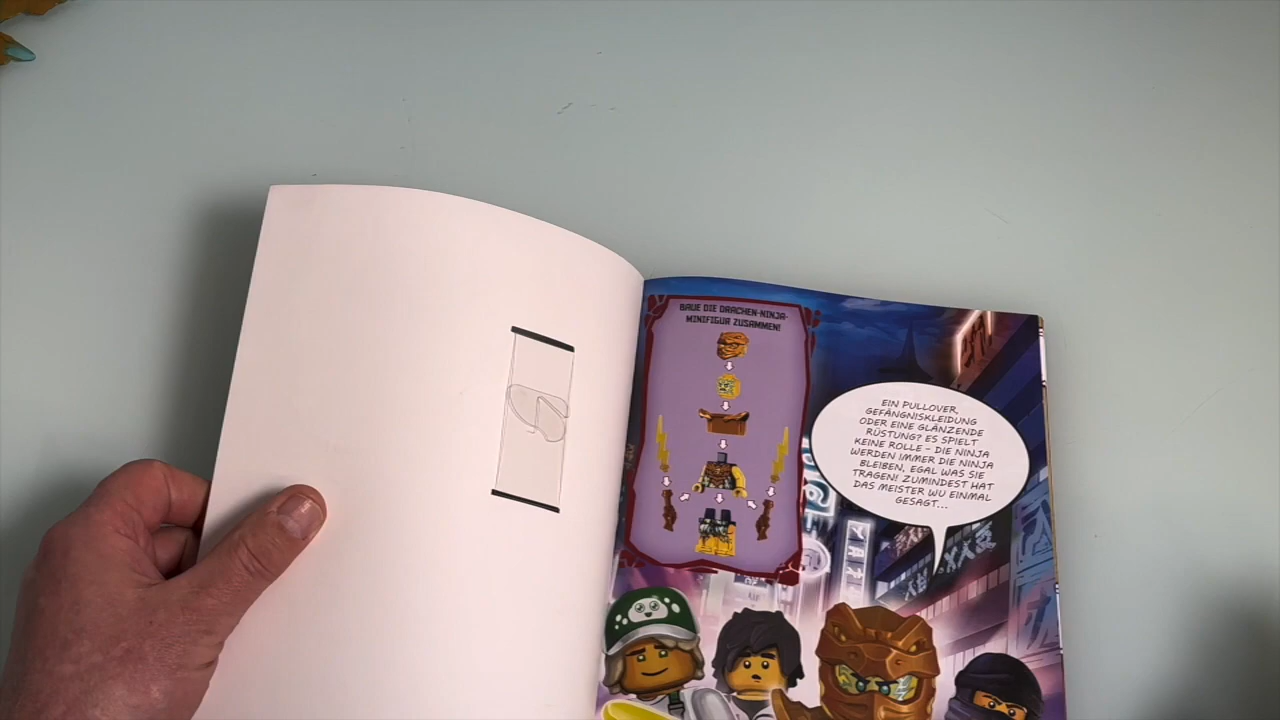 BAUE DIE DRACHEN-NINJA-
MINIFIGUR ZUSAMMEN!
EIN PULLOVER,
GEFÄNGNISKLEIDUNG
ODER EINE GLÄNZENDE
RÜSTUNG? ES SPIELT
KEINE ROLLE – DIE NINJA
WERDEN IMMER DIE NINJA
BLEIBEN, EGAL WAS SIE
TRAGEN! ZUMINDEST HAT
DAS MEISTER WU EINMAL
GESAGT...